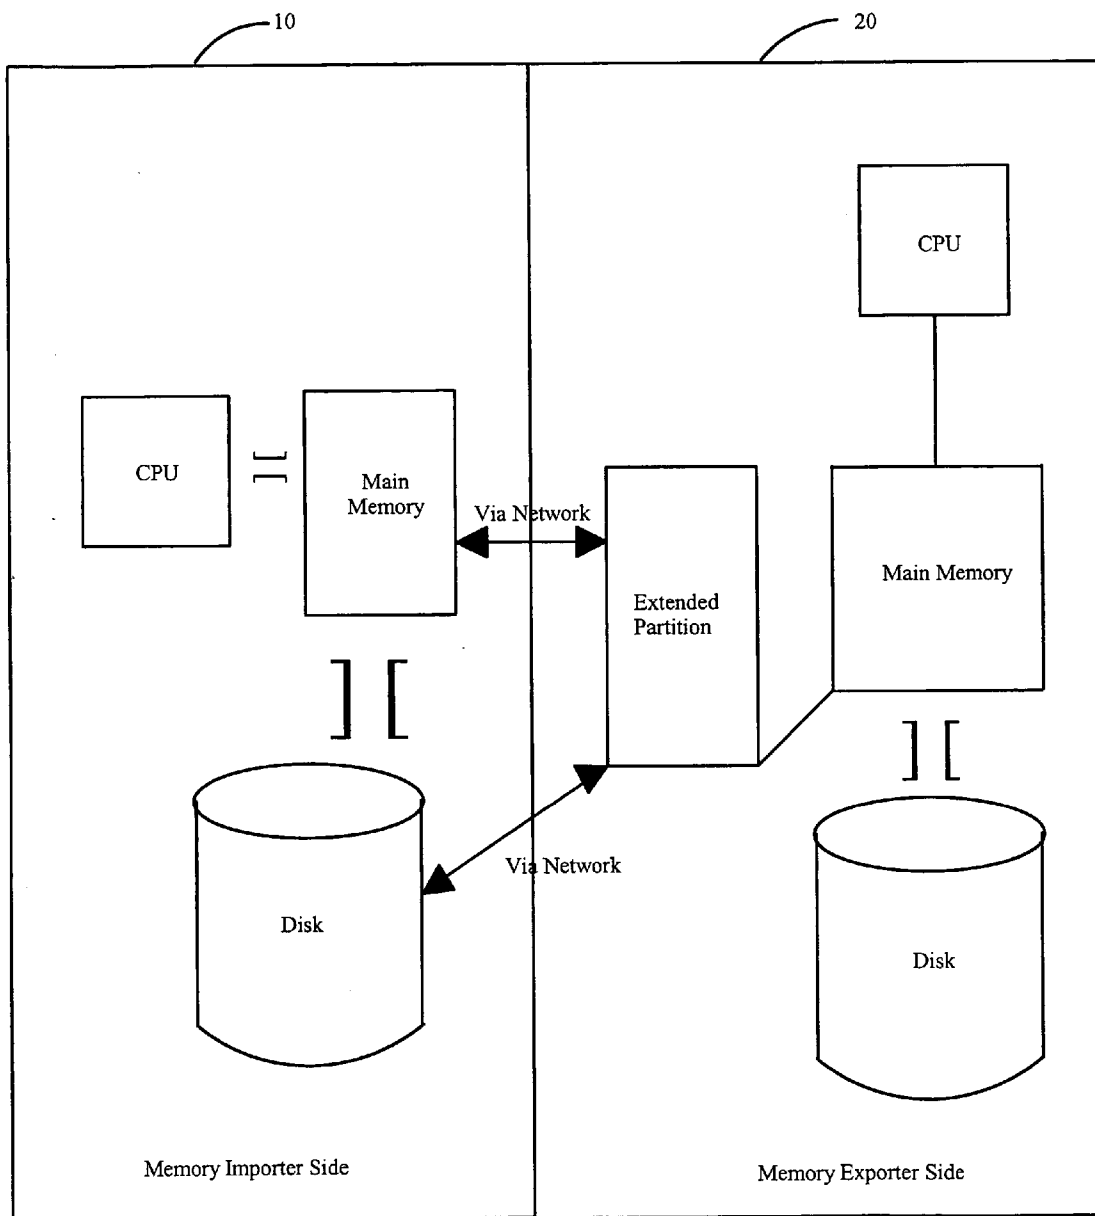 10
20
CPU
CPU
Main
Memory
Via Network
Extended
Partition
Main Memory
Via Network
Disk
Disk
Memory Importer Side
Memory Exporter Side